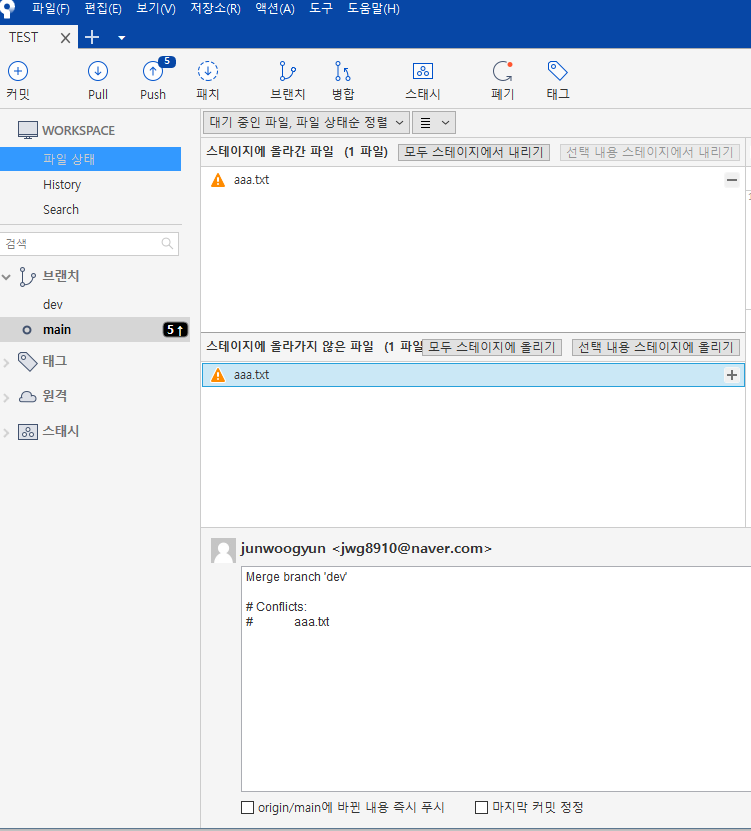 파일(F) 편집(E) 보기(V) 저장소(R) 액션(A) 도구 도움말(H)
TEST
5
커밋 Pull Push 패치 브랜치 병합 스태시 폐기 태그
WORKSPACE
파일 상태
History
Search
검색
브랜치
dev
main 5↑
태그
원격
스태시
대기 중인 파일, 파일 상태순 정렬
스테이지에 올라간 파일 (1 파일) 모두 스테이지에서 내리기 선택 내용 스테이지에서 내리기
aaa.txt
스테이지에 올라가지 않은 파일 (1 파일 모두 스테이지에 올리기 선택 내용 스테이지에 올리기
aaa.txt
junwoogyun <jwg8910@naver.com>
Merge branch 'dev'
# Conflicts:
# aaa.txt
origin/main에 바뀐 내용 즉시 푸시 마지막 커밋 정정